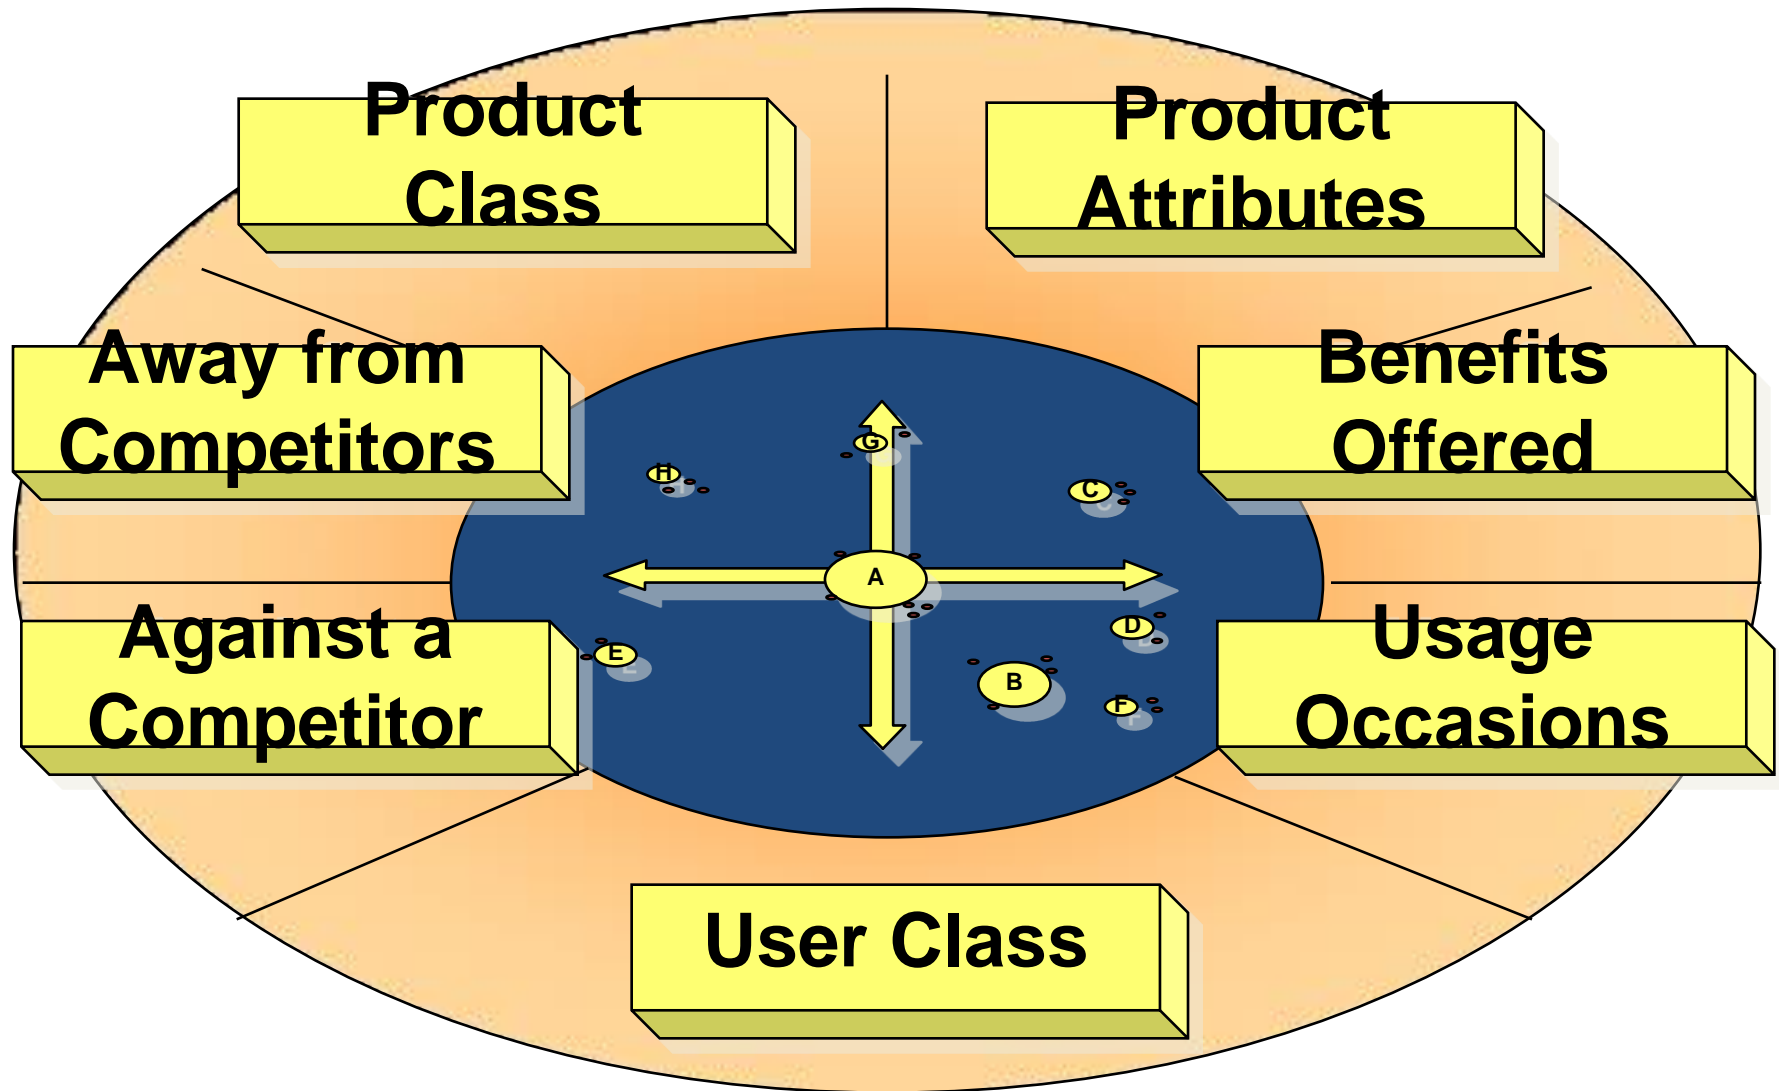 Product
Class
Product
Attributes
Away from
Competitors
Benefits
Offered
G
H
C
A
Against a
Competitor
E
D
B
F
Usage
Occasions
User Class